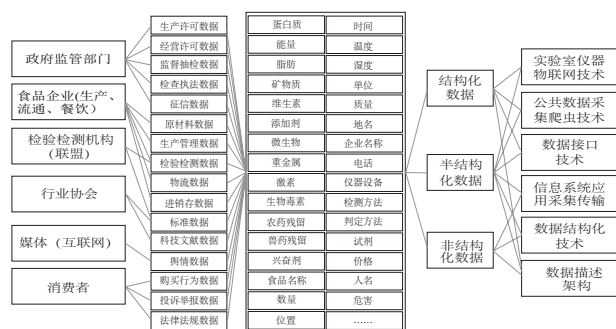 政府监管部门
食品企业(生产、
流通、餐饮）
检验检测机构
(联盟)
行业协会
媒体（互联网)
消费者
生产许可数据
经营许可数据
监督抽检数据
检查执法数据
征信数据
原材料数据
生产管理数据
检验检测数据
物流数据
进销存数据
标准数据
科技文献数据
舆情数据
购买行为数据
投诉举报数据
法律法规数据
蛋白质 时间
能量 温度
脂肪 湿度
矿物质 单位
维生素 质量
添加剂 地名
微生物 企业名称
重金属 电话
激素 仪器设备
生物毒素 检测方法
农药残留 判定方法
兽药残留 试剂
兴奋剂 价格
食品名称 人名
数量 危害
位置 ……
结构化
数据
半结构
化数据
非结构
化数据
实验室仪器
物联网技术
公共数据采
集爬虫技术
数据接口
技术
信息系统应
用采集传输
数据结构化
技术
数据描述
架构